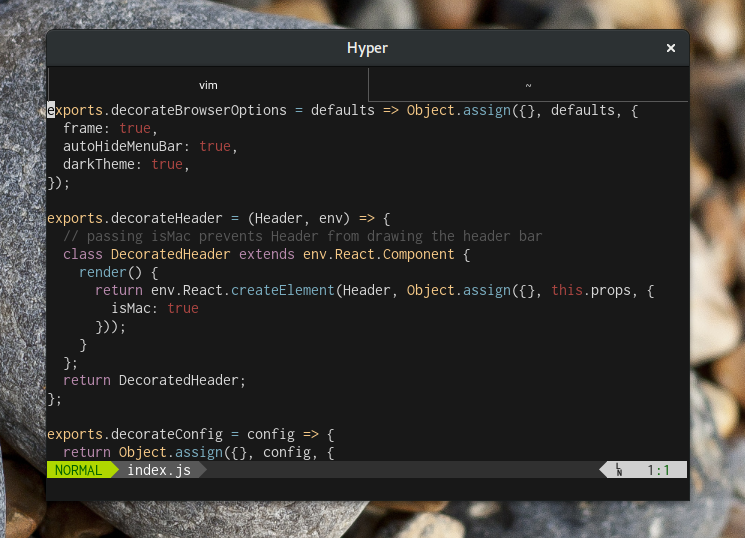 Hyper ×
vim ~
exports.decorateBrowserOptions = defaults => Object.assign({}, defaults, {
  frame: true,
  autoHideMenuBar: true,
  darkTheme: true,
});

exports.decorateHeader = (Header, env) => {
  // passing isMac prevents Header from drawing the header bar
  class DecoratedHeader extends env.React.Component {
    render() {
      return env.React.createElement(Header, Object.assign({}, this.props, {
        isMac: true
      }));
    }
  };
  return DecoratedHeader;
};

exports.decorateConfig = config => {
  return Object.assign({}, config, {
NORMAL index.js LN 1:1